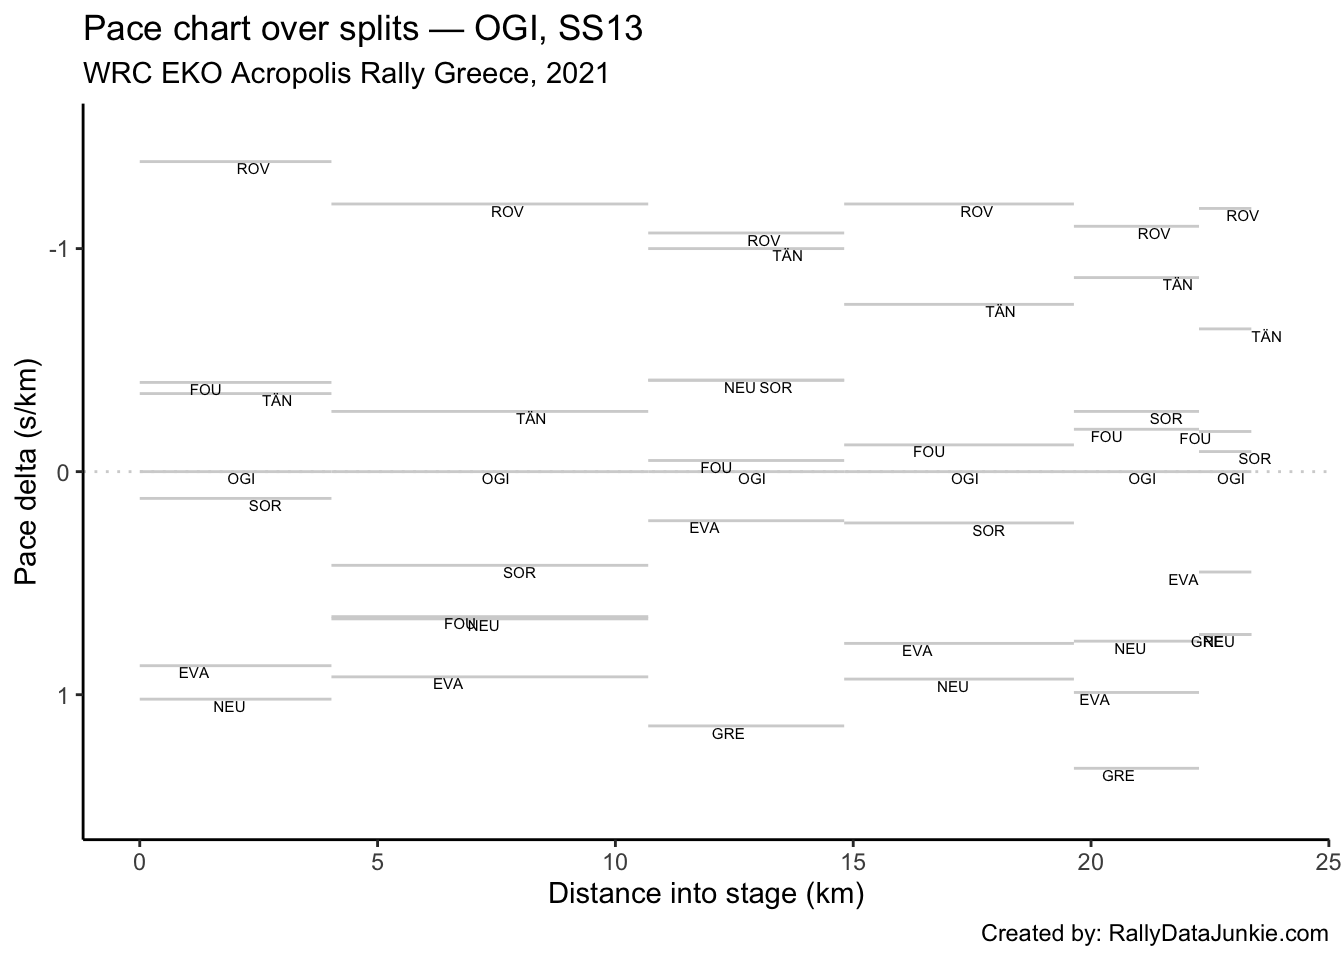 Pace chart over splits — OGI, SS13
WRC EKO Acropolis Rally Greece, 2021
Pace delta (s/km)
-1
0
1
ROV
ROV
ROV
ROV
ROV
ROV
TÄN
TÄN
TÄN
TÄN
TÄN
TÄN
FOU
NEU SOR
SOR
FOU
FOU
FOU
FOU
SOR
OGI
OGI
OGI
OGI
OGI
OGI
SOR
EVA
SOR
SOR
EVA
FOU
NEU
GRE
NEU
EVA
EVA
EVA
NEU
NEU
NEU
EVA
GRE
GRE
0
5
10
15
20
25
Distance into stage (km)
Created by: RallyDataJunkie.com